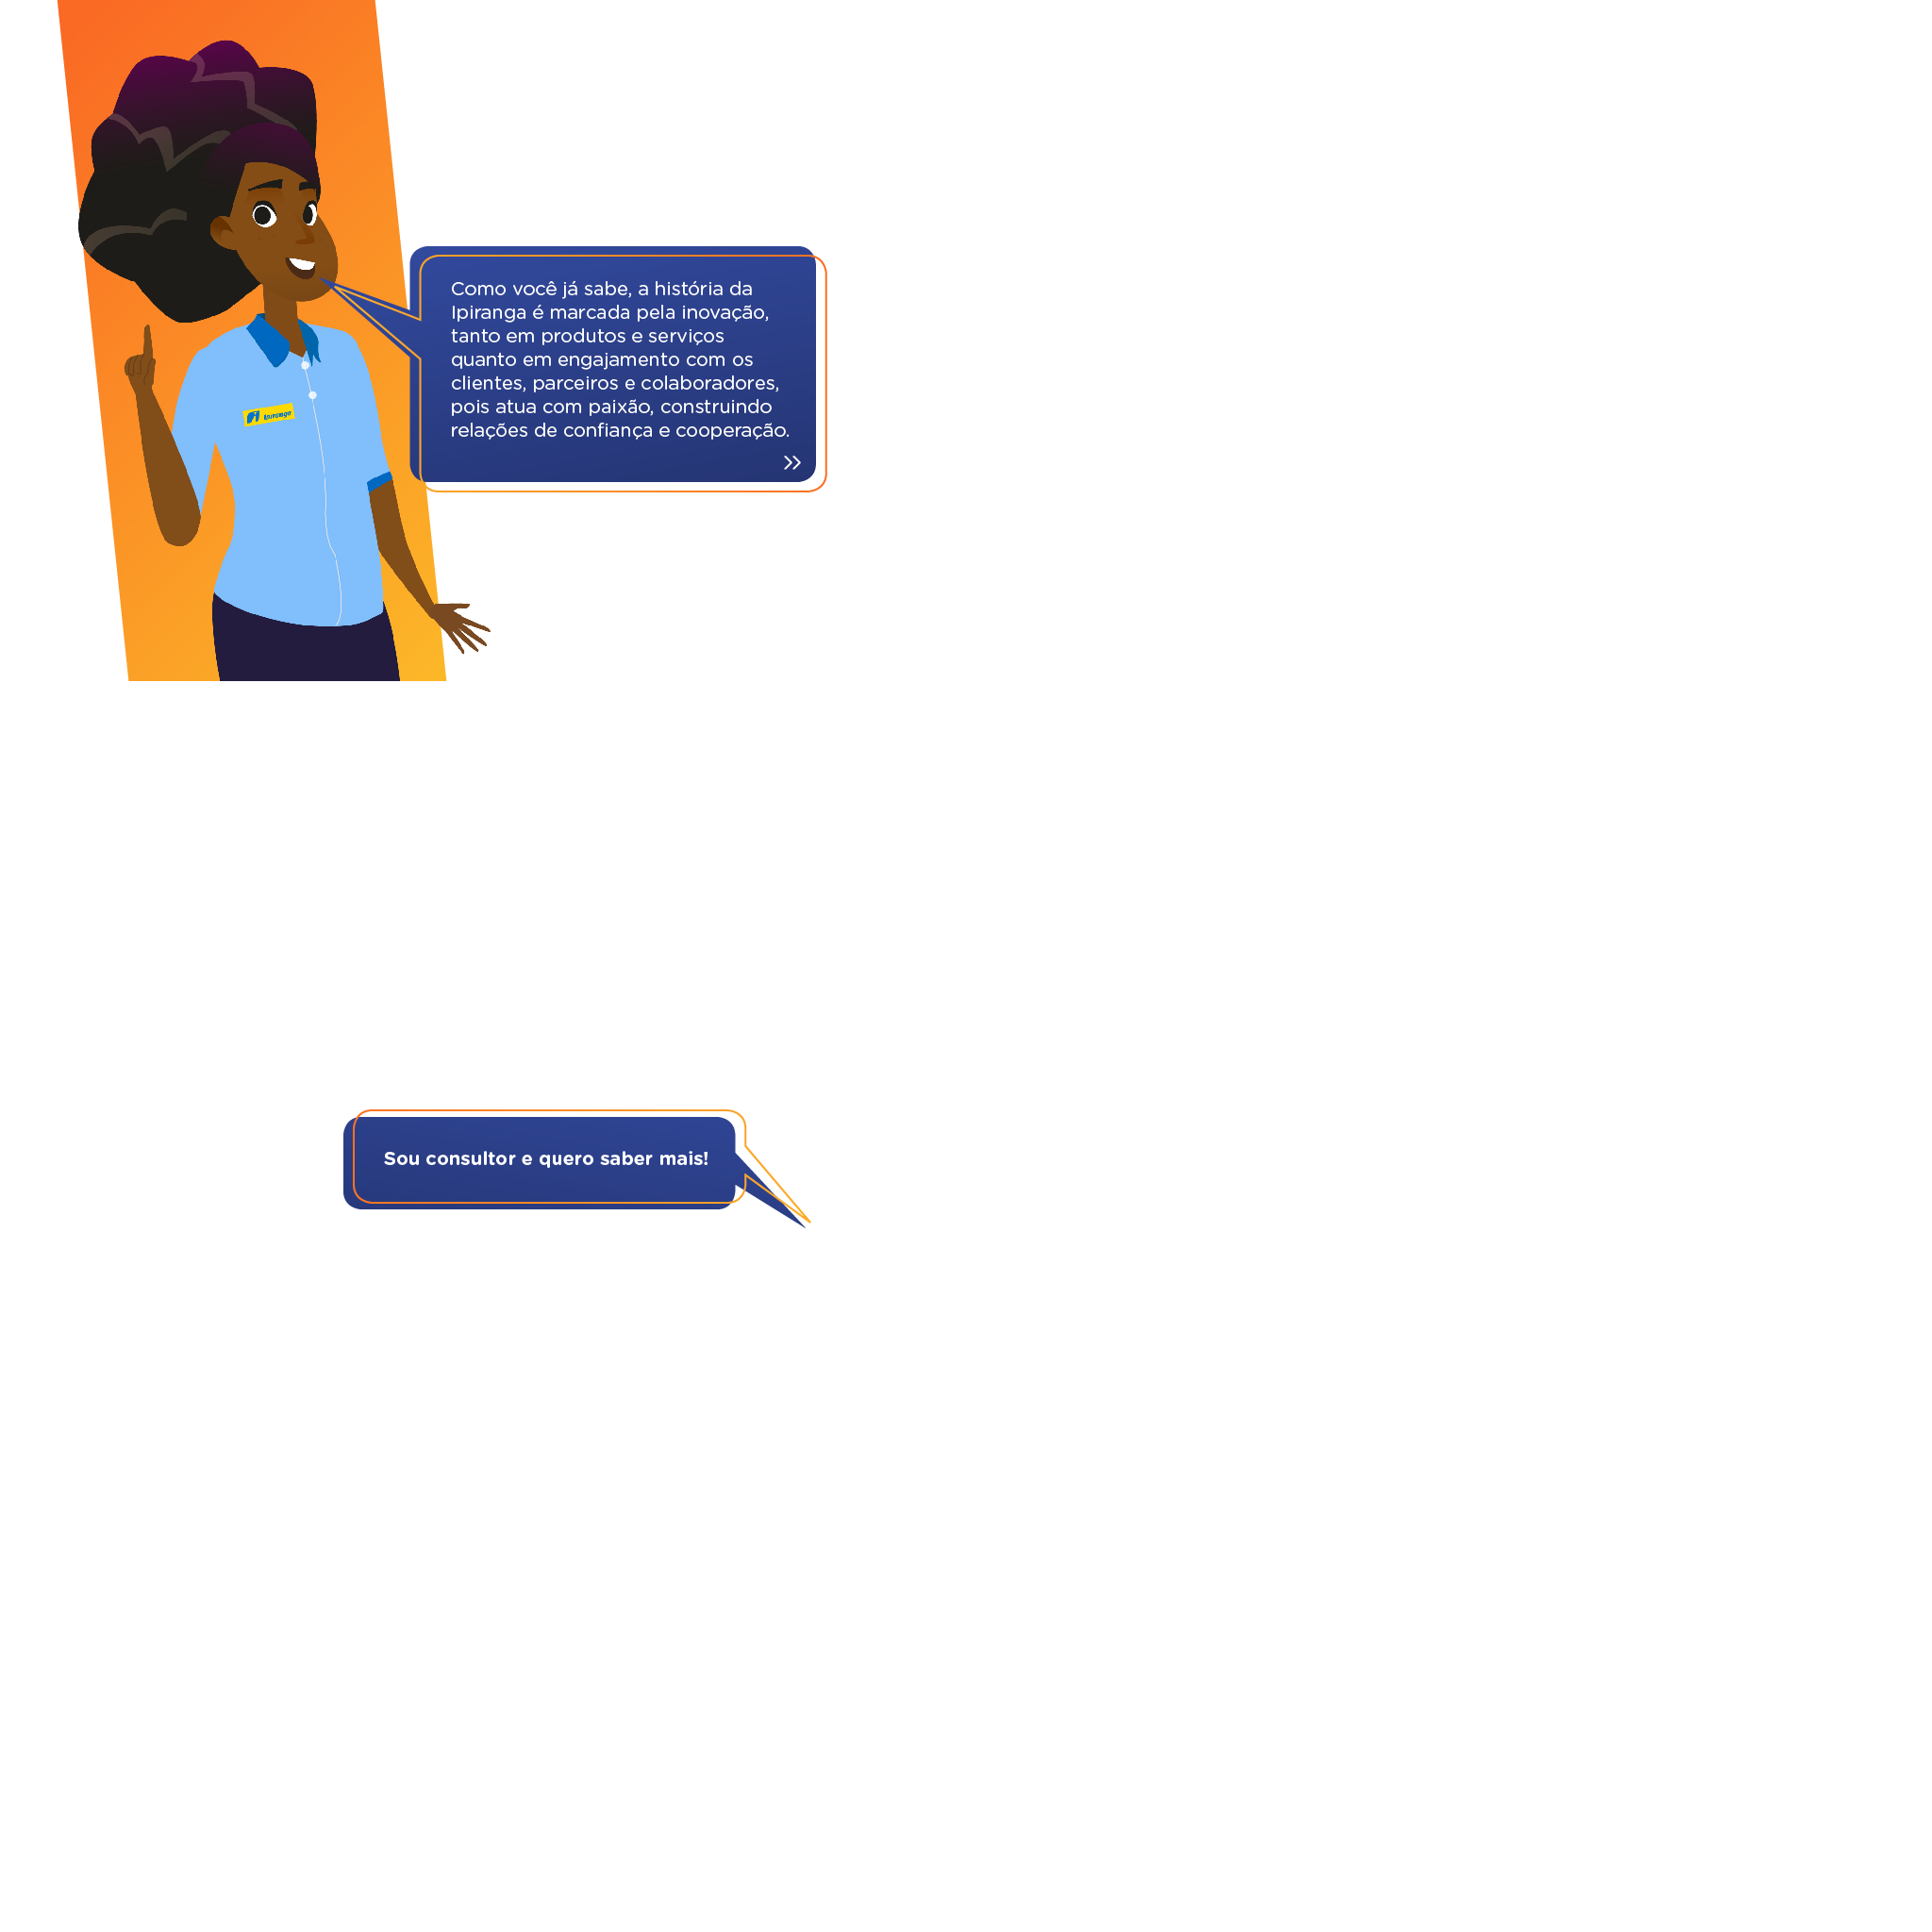 Como você já sabe, a história da
Ipiranga é marcada pela inovação,
tanto em produtos e serviços
quanto em engajamento com os
clientes, parceiros e colaboradores,
pois atua com paixão, construindo
relações de confiança e cooperação.
Ipiranga
Sou consultor e quero saber mais!